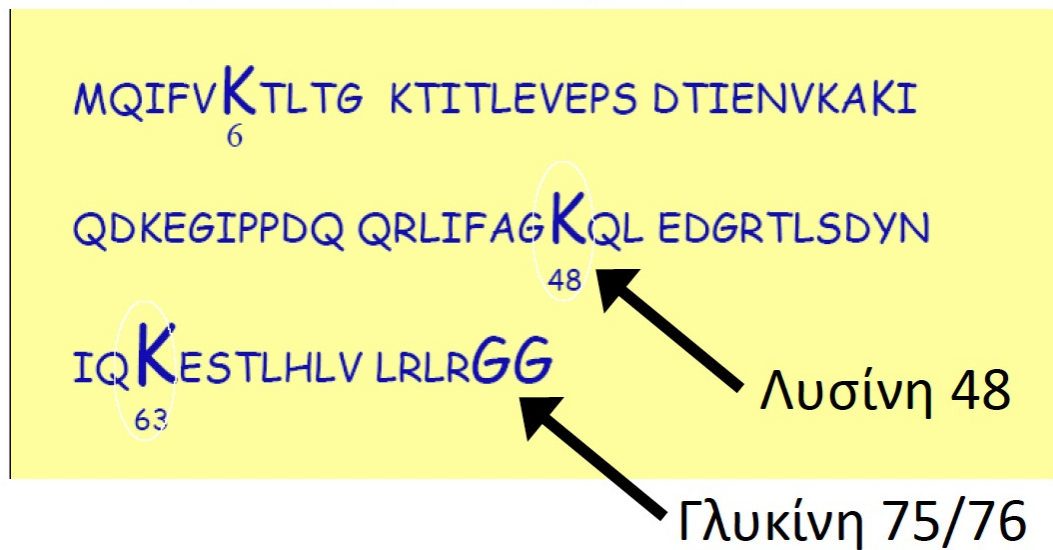 MQIFVKTLTG KTITLEVEPS DTIENVKAKI
6
QDKEGIPPDQ QRLIFAGKQL EDGRTLSDYN
48
IQKESTLHLV LRLRGG
63
Λυσίνη 48
Γλυκίνη 75/76